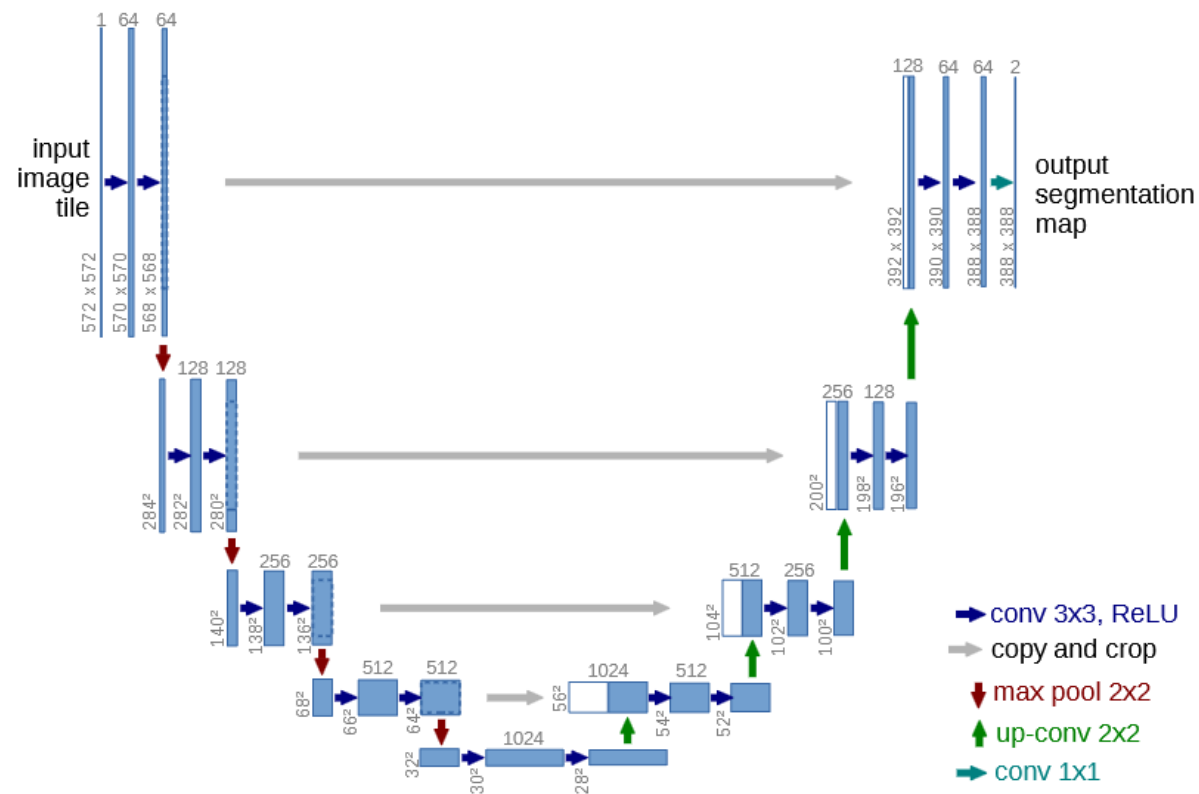 1 64 64
128 64 64 2
input
image
tile
output
segmentation
map
572 x 572
570 x 570
568 x 568
392 x 392
390 x 390
388 x 388
388 x 388
128 128
256 128
284²
282²
280²
200²
198²
196²
256 256
512 256
140²
138²
136²
104²
102²
100²
512 512
1024 512
68²
66²
64²
56²
54²
52²
1024
32²
30²
28²
conv 3x3, ReLU
copy and crop
max pool 2x2
up-conv 2x2
conv 1x1